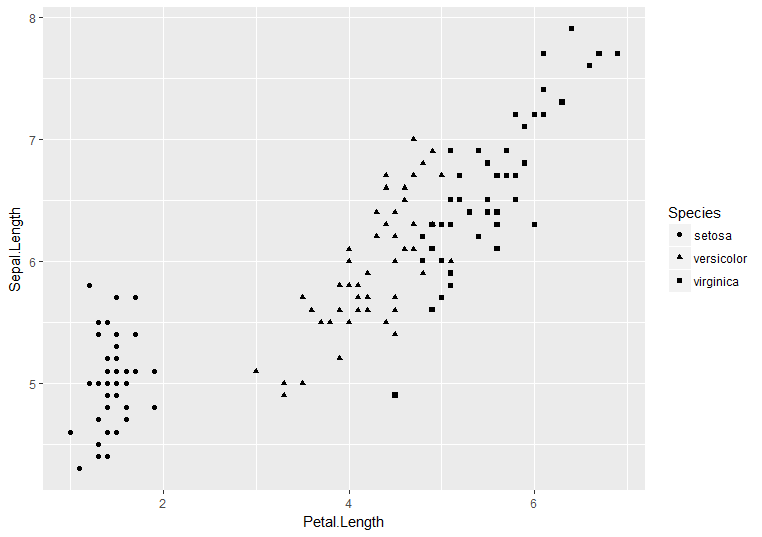 8
7
6
5
Sepal.Length
2
4
6
Petal.Length
Species
setosa
versicolor
virginica